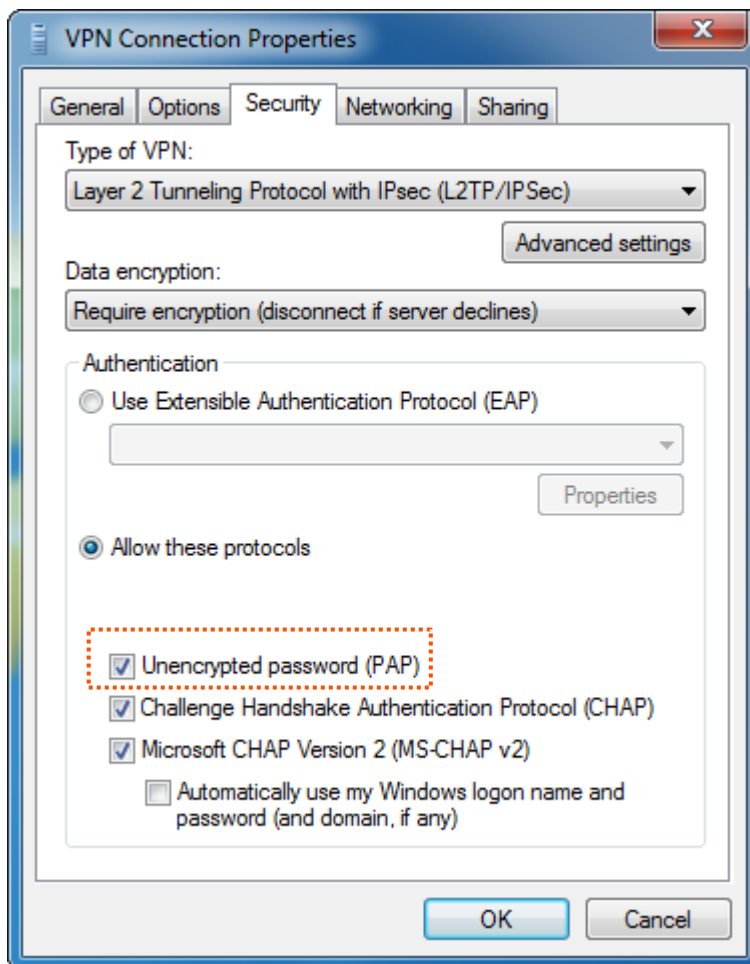 VPN Connection Properties
General Options Security Networking Sharing
Type of VPN:
Layer 2 Tunneling Protocol with IPsec (L2TP/IPSec)
Advanced settings
Data encryption:
Require encryption (disconnect if server declines)
Authentication
Use Extensible Authentication Protocol (EAP)
Properties
Allow these protocols
Unencrypted password (PAP)
Challenge Handshake Authentication Protocol (CHAP)
Microsoft CHAP Version 2 (MS-CHAP v2)
Automatically use my Windows logon name and
password (and domain, if any)
OK Cancel